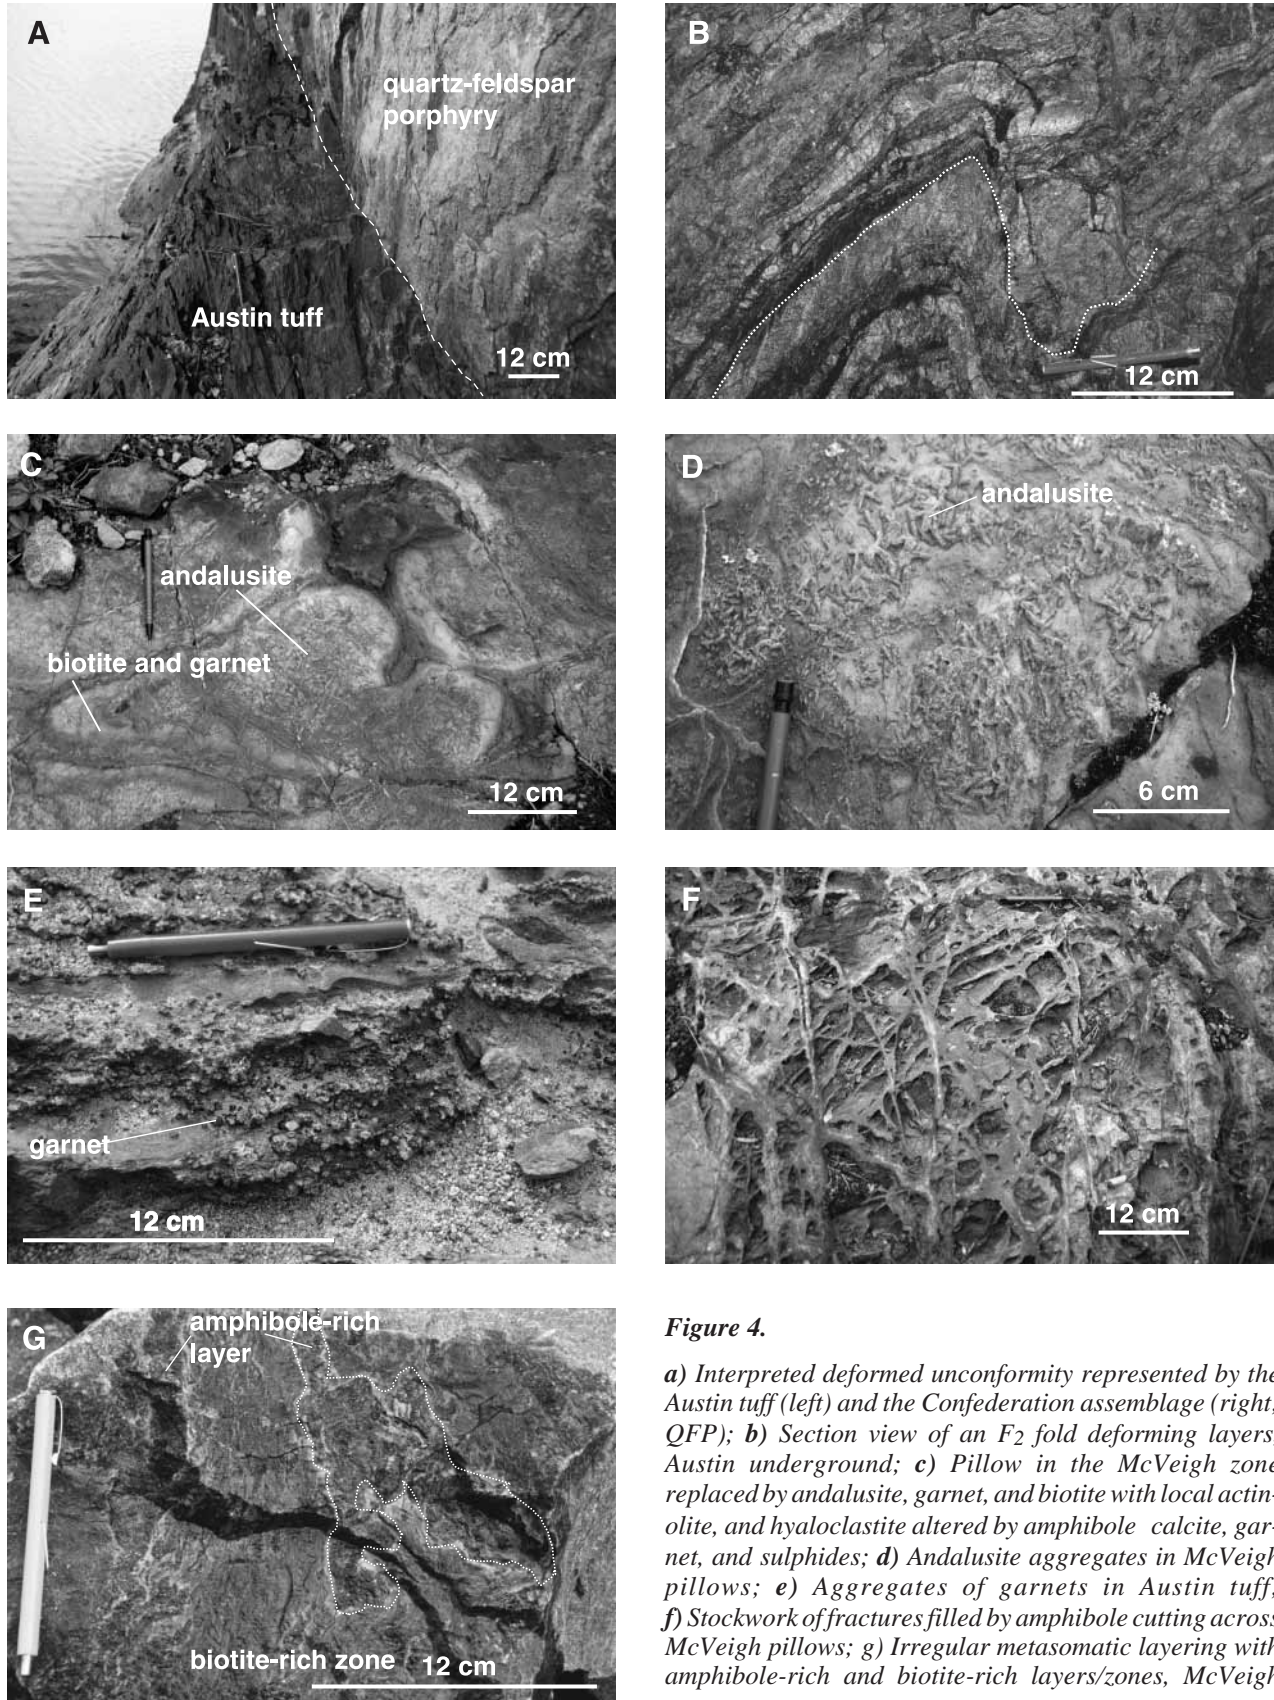 A
quartz-feldspar
porphyry
Austin tuff
12 cm
B
12 cm
C
andalusite
biotite and garnet
12 cm
D
andalusite
6 cm
E
garnet
12 cm
F
12 cm
G
amphibole-rich
layer
biotite-rich zone
12 cm
Figure 4.
a) Interpreted deformed unconformity represented by the
Austin tuff (left) and the Confederation assemblage (right,
QFP); b) Section view of an F2 fold deforming layers,
Austin underground; c) Pillow in the McVeigh zone
replaced by andalusite, garnet, and biotite with local actin-
olite, and hyaloclastite altered by amphibole calcite, gar-
net, and sulphides; d) Andalusite aggregates in McVeigh
pillows; e) Aggregates of garnets in Austin tuff;
f) Stockwork of fractures filled by amphibole cutting across
McVeigh pillows; g) Irregular metasomatic layering with
amphibole-rich and biotite-rich layers/zones, McVeigh